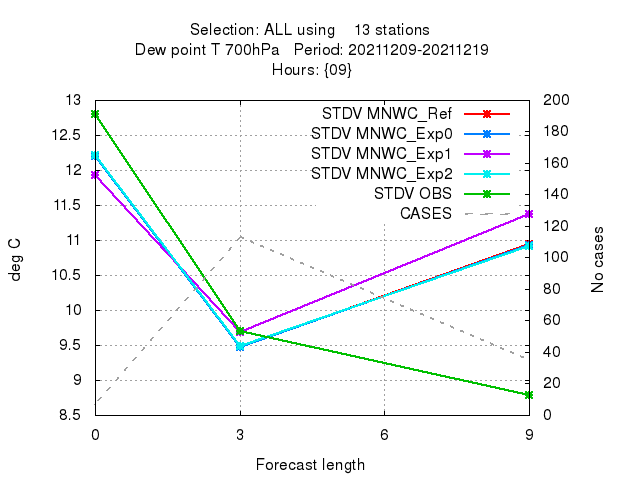 Selection: ALL using 13 stations
Dew point T 700hPa Period: 20211209-20211219
Hours: {09}
13
12.5
12
11.5
11
10.5
10
9.5
9
8.5
200
180
160
140
120
100
80
60
40
20
0
STDV MNWC_Ref
STDV MNWC_Exp0
STDV MNWC_Exp1
STDV MNWC_Exp2
STDV OBS
CASES
deg C
No cases
0 3 6 9
Forecast length